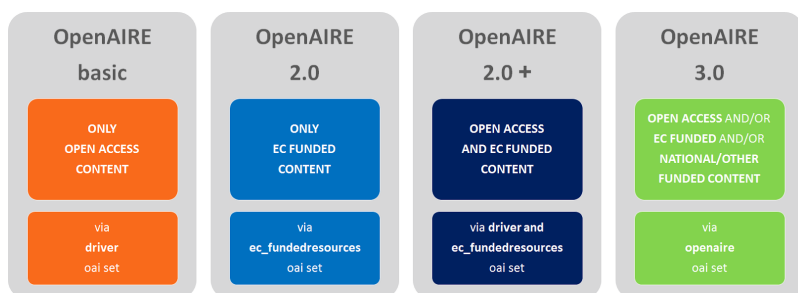 OpenAIRE
basic
ONLY
OPEN ACCESS
CONTENT
via
driver
oai set
OpenAIRE
2.0
ONLY
EC FUNDED
CONTENT
via
ec_fundedresources
oai set
OpenAIRE
2.0 +
OPEN ACCESS
AND EC FUNDED
CONTENT
via driver and
ec_fundedresources
oai set
OpenAIRE
3.0
OPEN ACCESS AND/OR
EC FUNDED AND/OR
NATIONAL/OTHER
FUNDED CONTENT
via
openaire
oai set